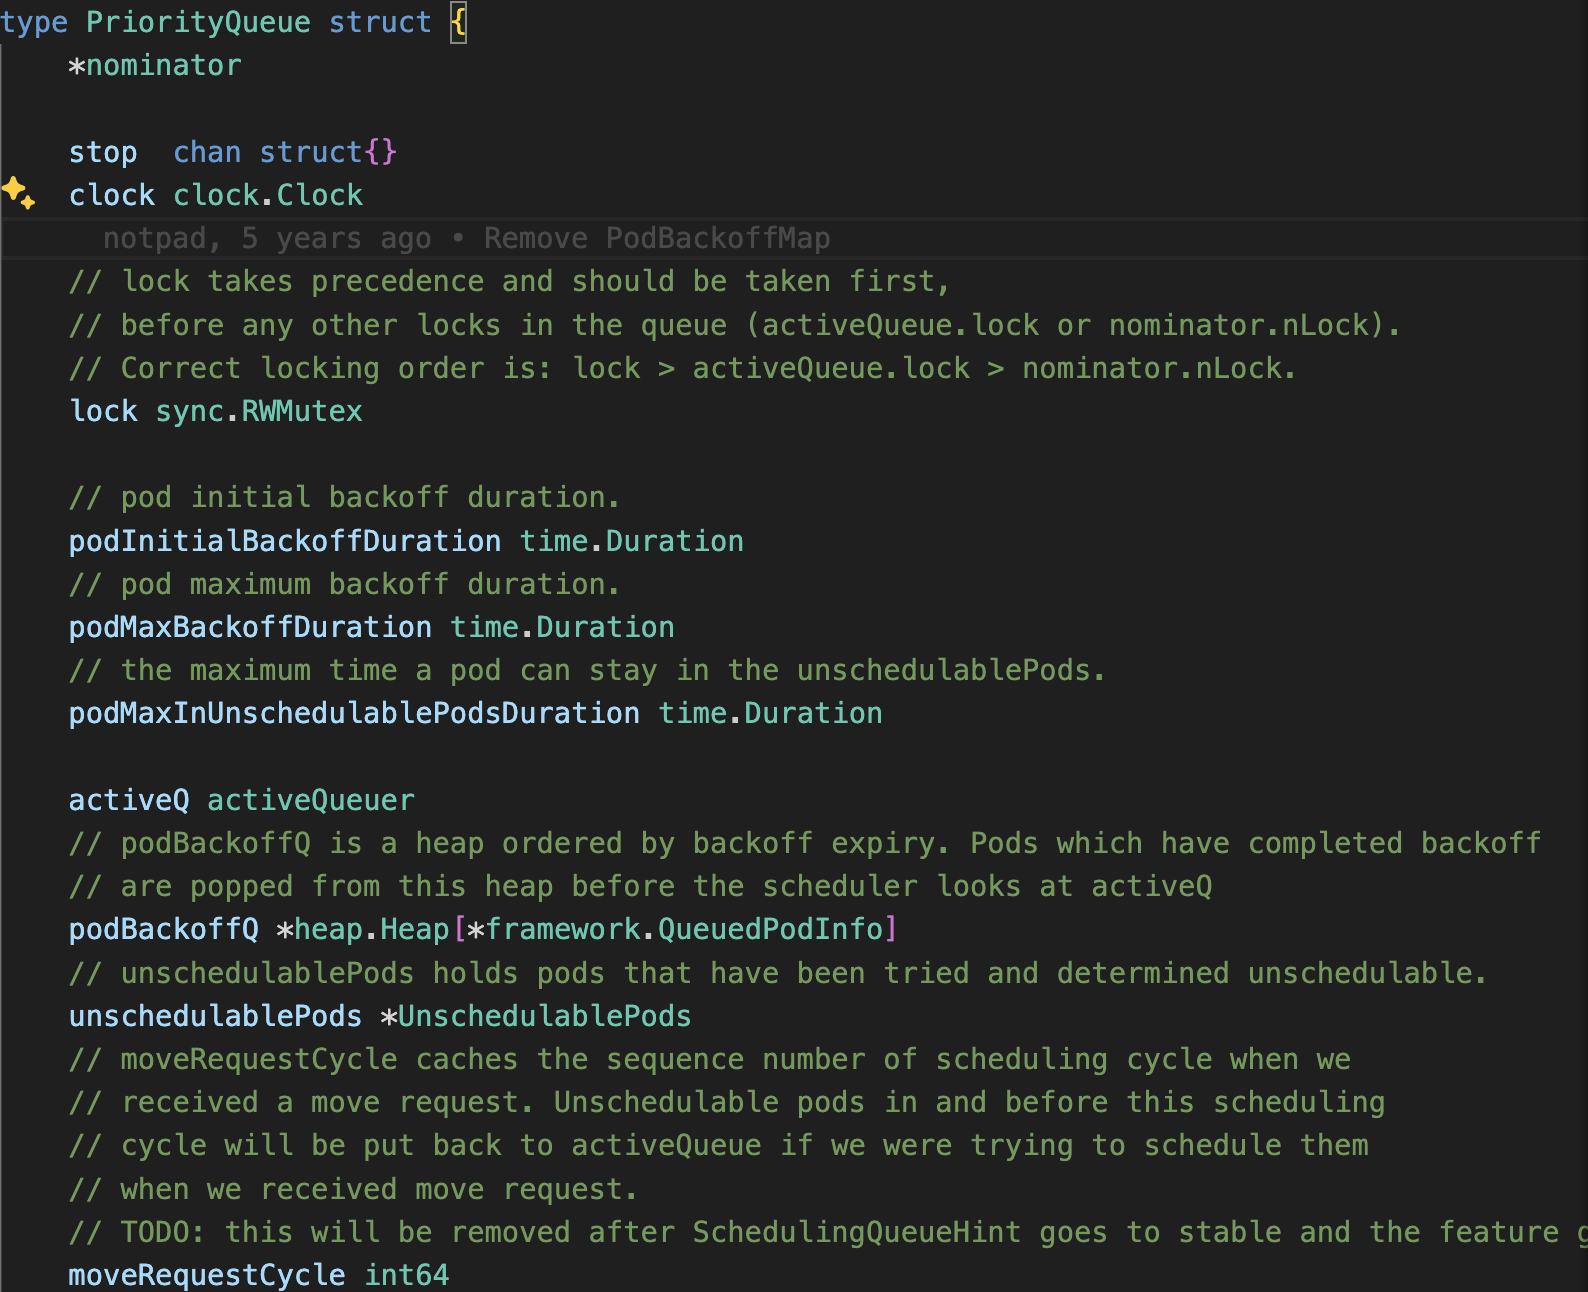 type PriorityQueue struct {
*nominator
stop  chan struct{}
clock clock.Clock
notpad, 5 years ago • Remove PodBackoffMap
// lock takes precedence and should be taken first,
// before any other locks in the queue (activeQueue.lock or nominator.nLock).
// Correct locking order is: lock > activeQueue.lock > nominator.nLock.
lock sync.RWMutex
// pod initial backoff duration.
podInitialBackoffDuration time.Duration
// pod maximum backoff duration.
podMaxBackoffDuration time.Duration
// the maximum time a pod can stay in the unschedulablePods.
podMaxInUnschedulablePodsDuration time.Duration
activeQ activeQueuer
// podBackoffQ is a heap ordered by backoff expiry. Pods which have completed backoff
// are popped from this heap before the scheduler looks at activeQ
podBackoffQ *heap.Heap[*framework.QueuedPodInfo]
// unschedulablePods holds pods that have been tried and determined unschedulable.
unschedulablePods *UnschedulablePods
// moveRequestCycle caches the sequence number of scheduling cycle when we
// received a move request. Unschedulable pods in and before this scheduling
// cycle will be put back to activeQueue if we were trying to schedule them
// when we received move request.
// TODO: this will be removed after SchedulingQueueHint goes to stable and the feature
moveRequestCycle int64